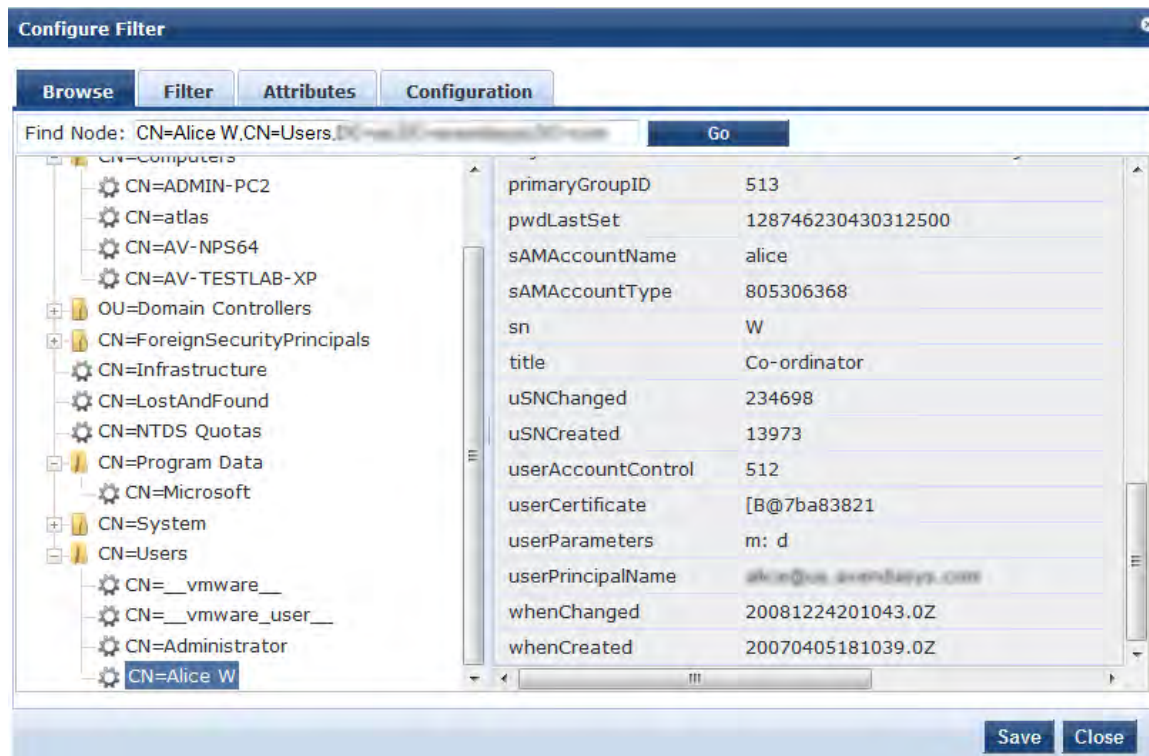 Configure Filter
Browse Filter Attributes Configuration
Find Node: CN=Alice W,CN=Users, Go
CN=Computers
CN=ADMIN-PC2
CN=atlas
CN=AV-NPS64
CN=AV-TESTLAB-XP
OU=Domain Controllers
CN=ForeignSecurityPrincipals
CN=Infrastructure
CN=LostAndFound
CN=NTDS Quotas
CN=Program Data
CN=Microsoft
CN=System
CN=Users
CN=__vmware__
CN=__vmware_user__
CN=Administrator
CN=Alice W
primaryGroupID 513
pwdLastSet 128746230430312500
sAMAccountName alice
sAMAccountType 805306368
sn W
title Co-ordinator
uSNChanged 234698
uSNCreated 13973
userAccountControl 512
userCertificate [B@7ba83821
userParameters m: d
userPrincipalName
whenChanged 20081224201043.0Z
whenCreated 20070405181039.0Z
Save Close